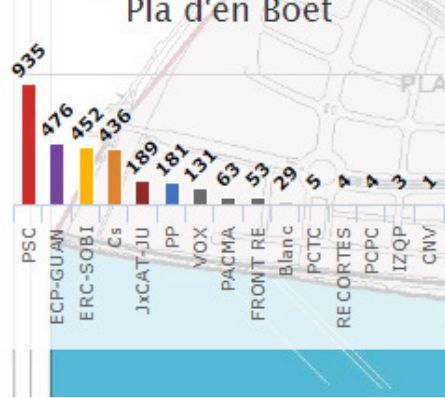 Pla d'en Boet
935
476
452
436
189
181
131
63
53
29
5
4
4
3
1
PLA
PSC
ECP-GUAN
ERC-SOBI
Cs
JxCAT-JU
PP
VOX
PACMA
FRONT RE
Blanc
PCTC
RECORTES
PCPC
IZQP
CNV